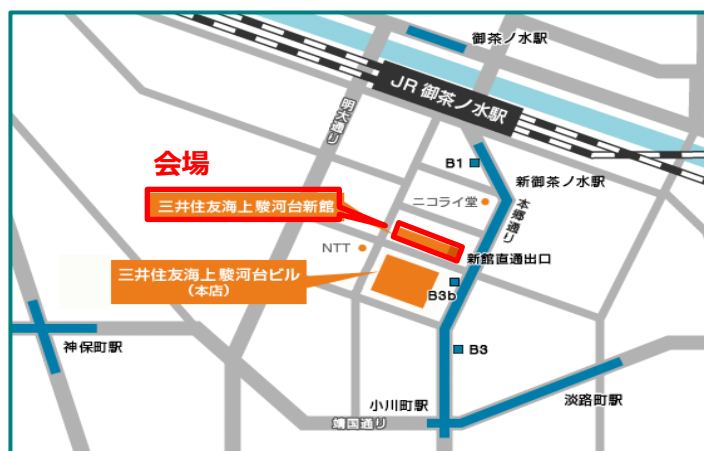 御茶ノ水駅
JR 御茶ノ水駅
明大通り
会場
B1
新御茶ノ水駅
三井住友海上駿河台新館
ニコライ堂
本郷通り
NTT
新館直通出口
三井住友海上駿河台ビル
(本店)
B3b
神保町駅
B3
小川町駅
淡路町駅
靖国通り